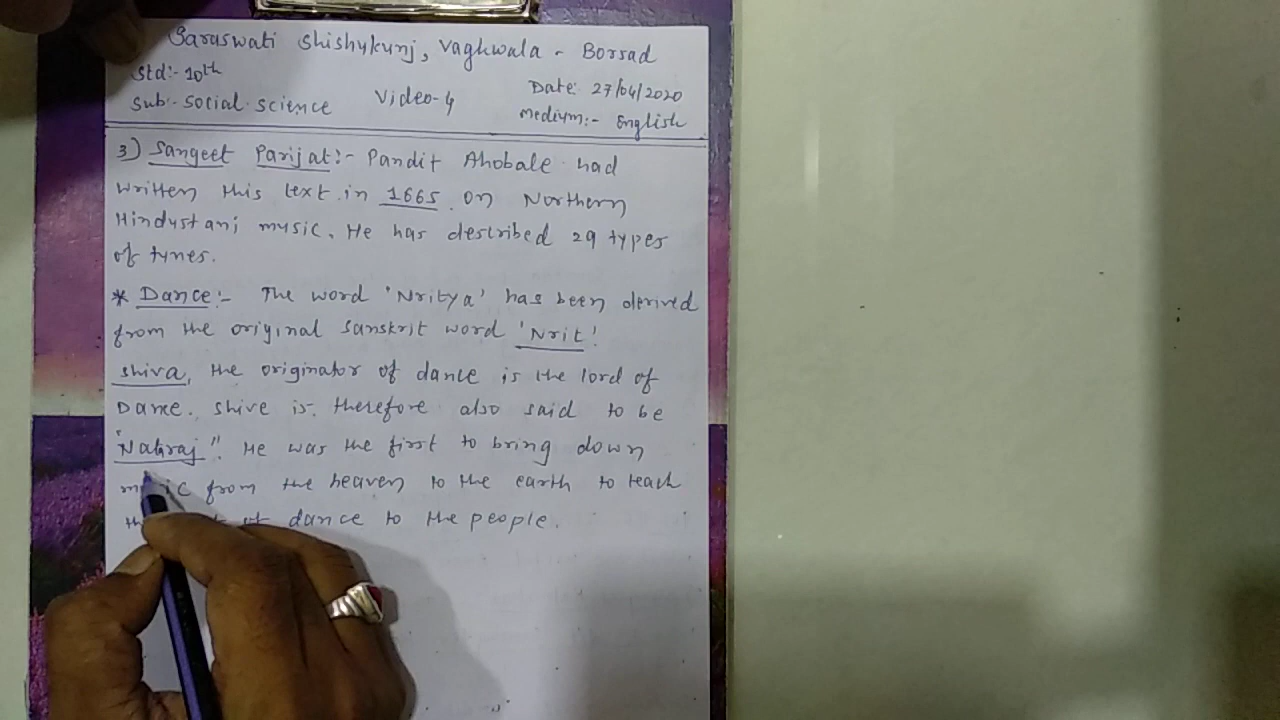 Saraswati Shishukunj, Vaghwala - Borsad
Std:- 10th
Date: 27/04/2020
Sub:- Social Science
Video-4
Medium:- English
3) Sangeet Parijat:- Pandit Ahobale had
written this text in 1665 on Northern
Hindustani music. He has described 29 types
of tunes.
* Dance:- The word 'Nritya' has been derived
from the original Sanskrit word 'Nrit'.
Shiva, the originator of dance is the lord of
Dance. Shive is therefore also said to be
"Natraj". He was the first to bring down
from the heaven to the earth to teach
of dance to the people.